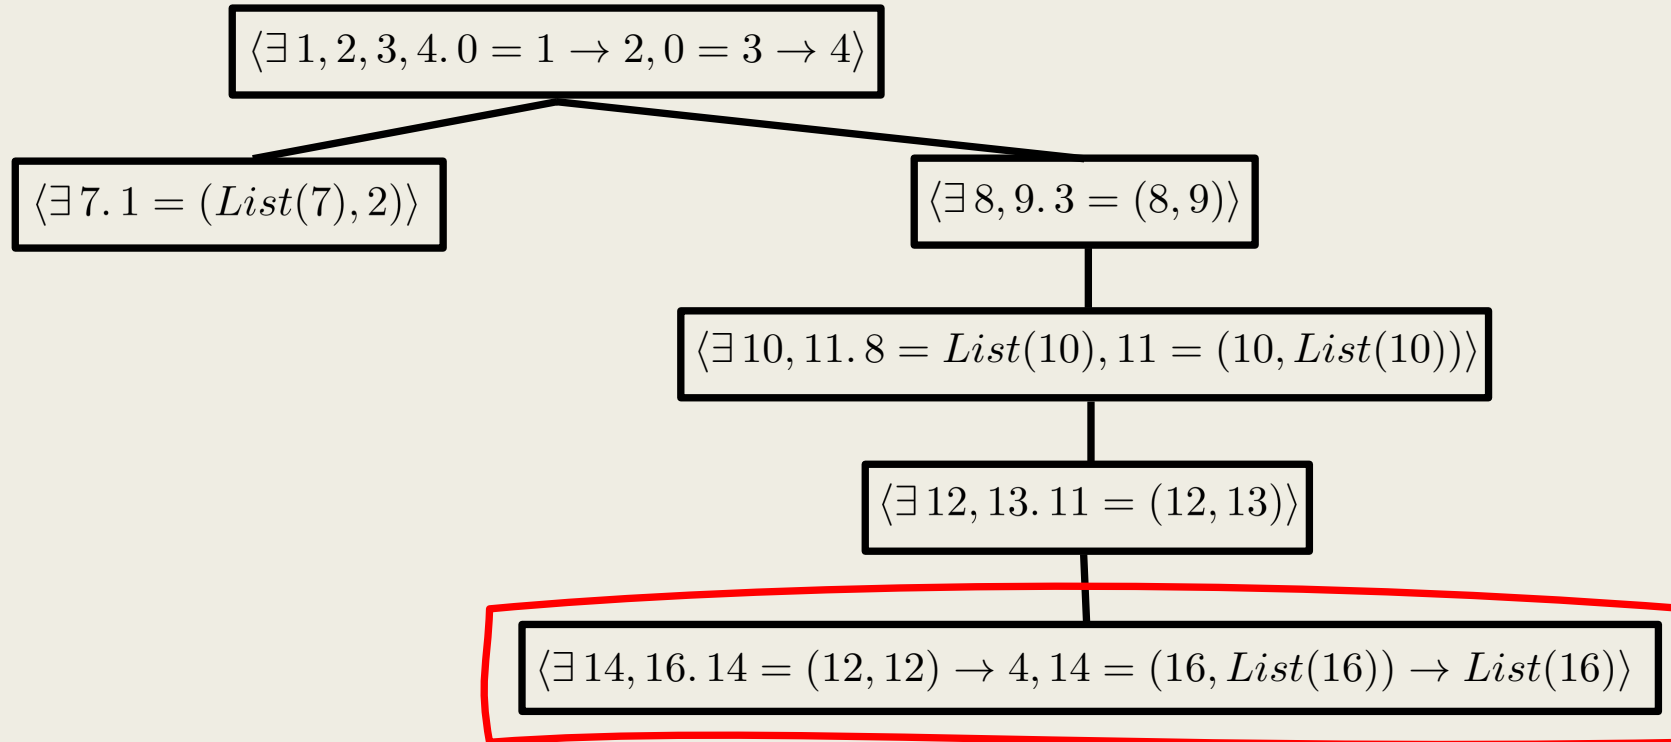 ⟨∃ 1, 2, 3, 4. 0 = 1 → 2, 0 = 3 → 4⟩
⟨∃ 7. 1 = (List(7), 2)⟩
⟨∃ 8, 9. 3 = (8, 9)⟩
⟨∃ 10, 11. 8 = List(10), 11 = (10, List(10))⟩
⟨∃ 12, 13. 11 = (12, 13)⟩
⟨∃ 14, 16. 14 = (12, 12) → 4, 14 = (16, List(16)) → List(16)⟩